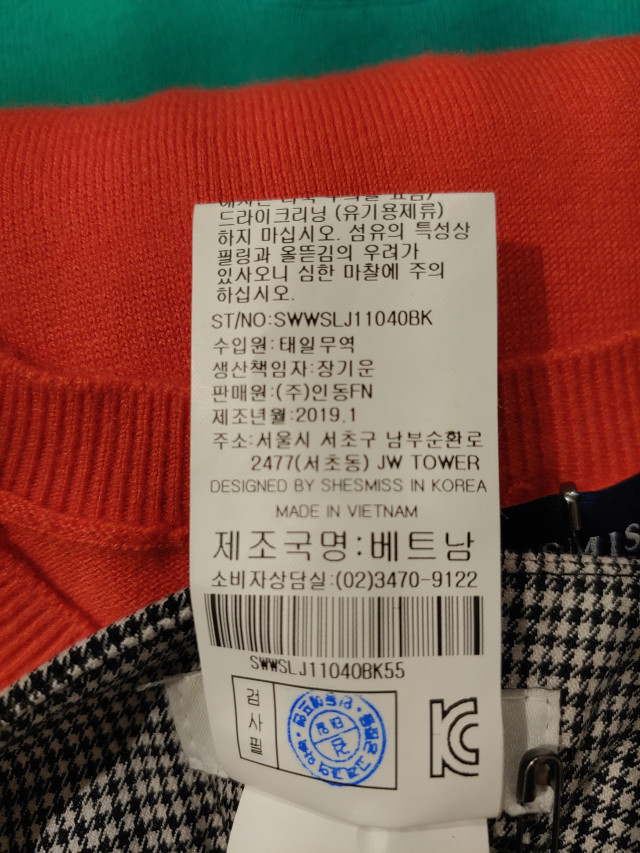 드라이크리닝 (유기용제류)
하지 마십시오. 섬유의 특성상
필링과 올뜯김의 우려가
있사오니 심한 마찰에 주의
하십시오.
ST/NO:SWWSLJ11040BK
수입원: 태일무역
생산책임자:장기운
판매원:(주)인동FN
제조년월:2019.1
주소:서울시 서초구 남부순환로
2477(서초동) JW TOWER
DESIGNED BY SHESMISS IN KOREA
MADE IN VIETNAM
제조국명:베트남
소비자상담실:(02)3470-9122
SWWSLJ11040BK55
검사필